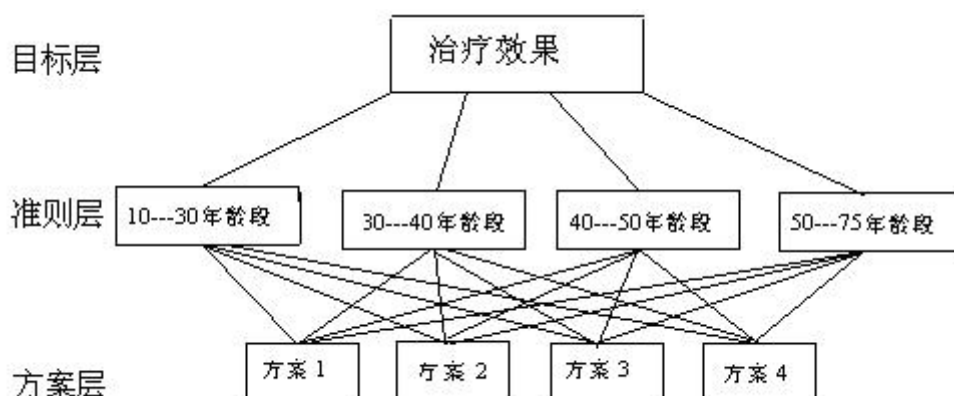 目标层
治疗效果
准则层
10---30年龄段
30---40年龄段
40---50年龄段
50---75年龄段
方案层
方案1
方案2
方案3
方案4